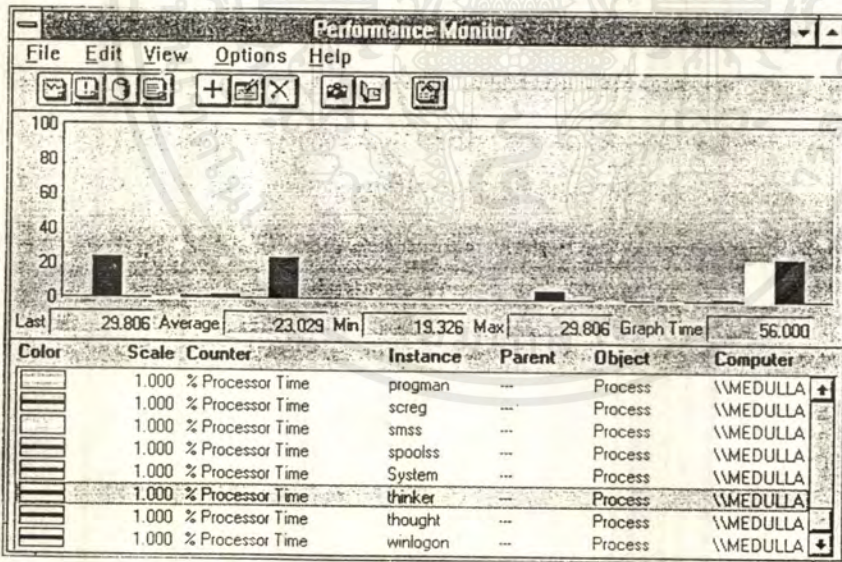 Performance Monitor
File Edit View Options Help
100
80
60
40
20
0
Last 29.806 Average 23.029 Min 19.326 Max 29.806 Graph Time 56.000
Color Scale Counter Instance Parent Object Computer
1.000 % Processor Time progman --- Process \\MEDULLA
1.000 % Processor Time screg --- Process \\MEDULLA
1.000 % Processor Time smss --- Process \\MEDULLA
1.000 % Processor Time spoolss --- Process \\MEDULLA
1.000 % Processor Time System --- Process \\MEDULLA
1.000 % Processor Time thinker --- Process \\MEDULLA
1.000 % Processor Time thought --- Process \\MEDULLA
1.000 % Processor Time winlogon --- Process \\MEDULLA